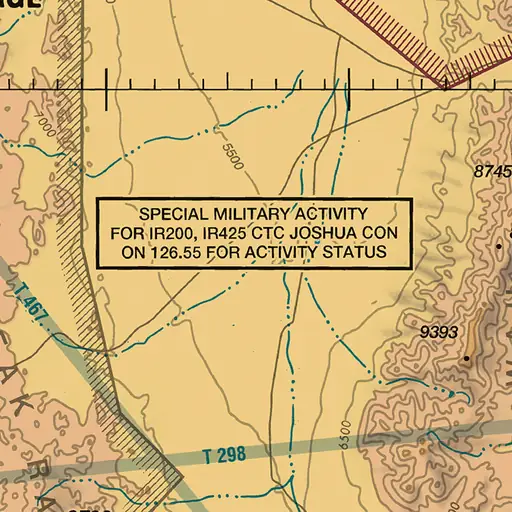 7000
5500
8745
SPECIAL MILITARY ACTIVITY
FOR IR200, IR425 CTC JOSHUA CON
ON 126.55 FOR ACTIVITY STATUS
T 467
9393
6500
T 298